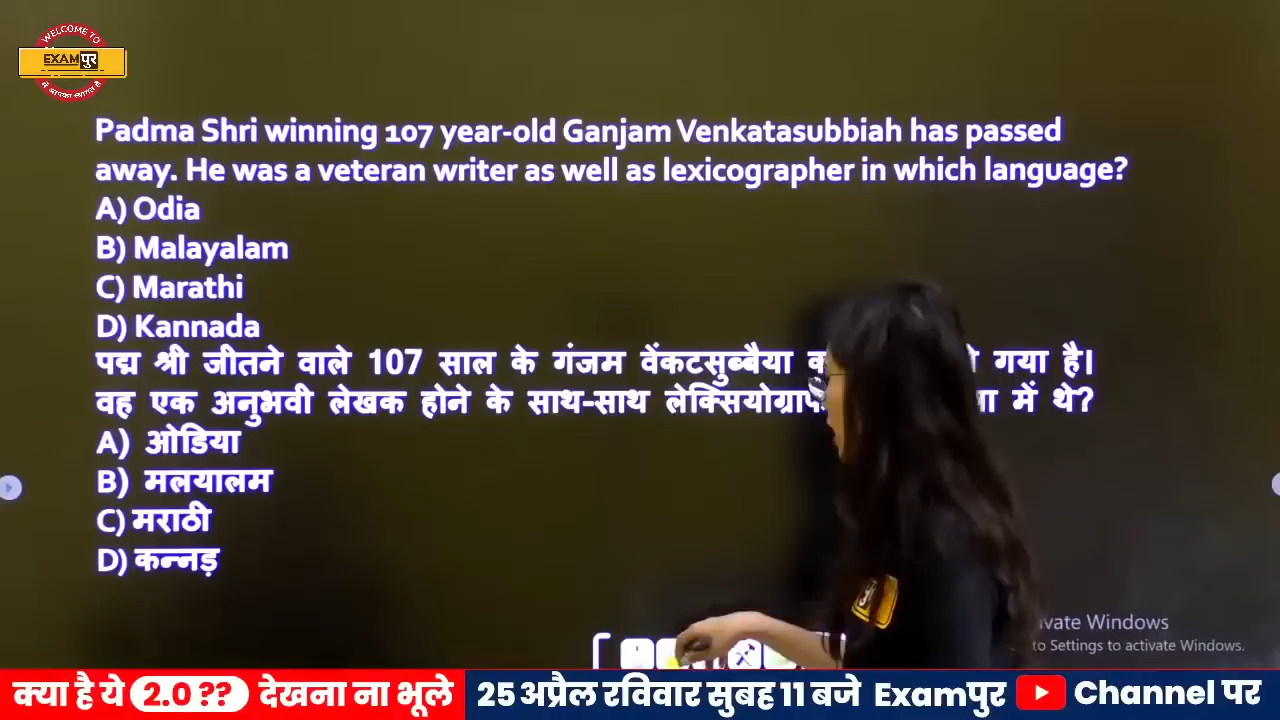 WELCOME TO
EXAMपुर
में आपका स्वागत है
Padma Shri winning 107 year-old Ganjam Venkatasubbiah has passed
away. He was a veteran writer as well as lexicographer in which language?
A) Odia
B) Malayalam
C) Marathi
D) Kannada
पद्म श्री जीतने वाले 107 साल के गंजम वेंकटसुब्बैया गया है।
वह एक अनुभवी लेखक होने के साथ-साथ में थे?
A) ओडिया
B) मलयालम
C) मराठी
D) कन्नड़
Windows
to Settings to activate Windows.
क्या है ये 2.0 ?? देखना ना भूले 25 अप्रैल रविवार सुबह 11 बजे Examपुर Channel पर